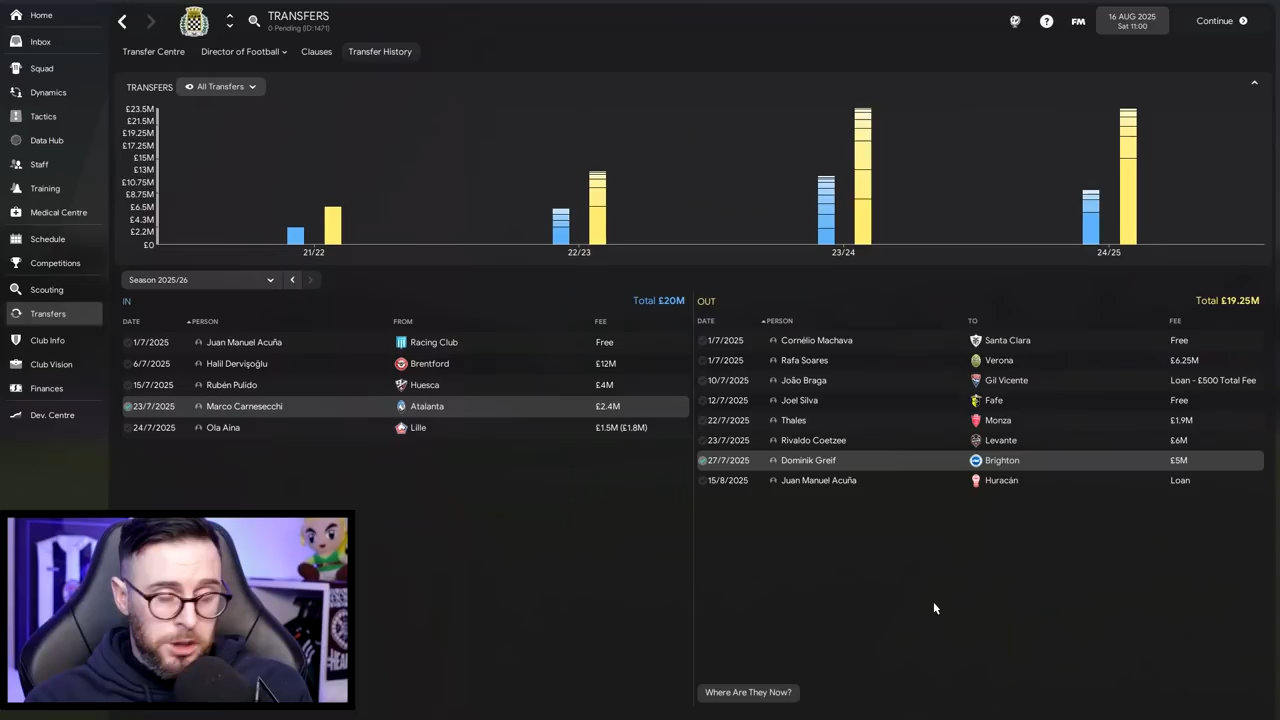 TRANSFERS
0 Pending (ID:1471)
16 AUG 2025
Sat 11:00
FM
Continue
Home
Inbox
Squad
Dynamics
Tactics
Data Hub
Staff
Training
Medical Centre
Schedule
Competitions
Scouting
Transfers
Club Info
Club Vision
Finances
Dev. Centre
Transfer Centre Director of Football Clauses Transfer History
TRANSFERS All Transfers
£23.5M
£21.5M
£19.25M
£17.25M
£15M
£13M
£10.75M
£8.75M
£6.5M
£4.3M
£2.2M
£0
21/22 22/23 23/24 24/25
Season 2025/26
IN Total £20M
DATE PERSON FROM FEE
1/7/2025 Juan Manuel Acuña Racing Club Free
6/7/2025 Halil Dervişoğlu Brentford £12M
15/7/2025 Rubén Pulido Huesca £4M
23/7/2025 Marco Carnesecchi Atalanta £2.4M
24/7/2025 Ola Aina Lille £1.5M (£1.8M)
OUT Total £19.25M
DATE PERSON TO FEE
1/7/2025 Cornélio Machava Santa Clara Free
1/7/2025 Rafa Soares Verona £6.25M
10/7/2025 João Braga Gil Vicente Loan - £500 Total Fee
12/7/2025 Joel Silva Fafe Free
22/7/2025 Thales Monza £1.9M
23/7/2025 Rivaldo Coetzee Levante £6M
27/7/2025 Dominik Greif Brighton £5M
15/8/2025 Juan Manuel Acuña Huracán Loan
Where Are They Now?